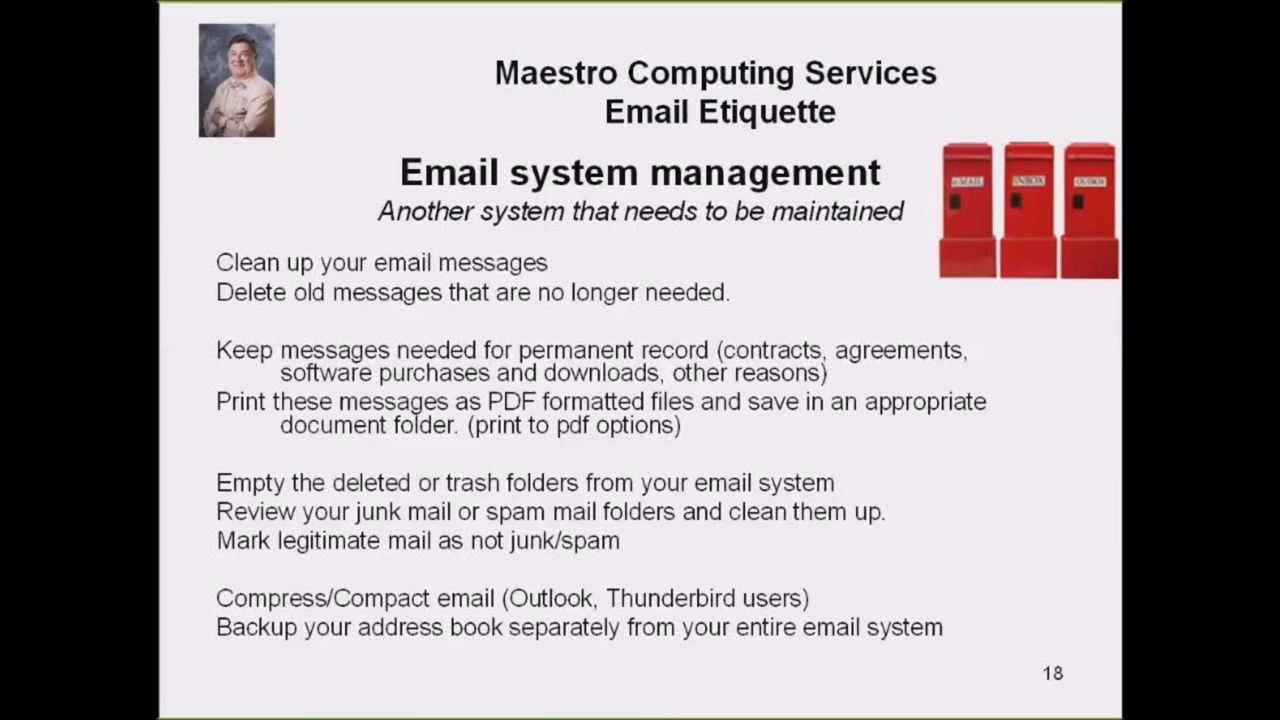 Maestro Computing Services
Email Etiquette
Email system management
Another system that needs to be maintained
e-MAIL INBOX OUTBOX
Clean up your email messages
Delete old messages that are no longer needed.
Keep messages needed for permanent record (contracts, agreements,
software purchases and downloads, other reasons)
Print these messages as PDF formatted files and save in an appropriate
document folder. (print to pdf options)
Empty the deleted or trash folders from your email system
Review your junk mail or spam mail folders and clean them up.
Mark legitimate mail as not junk/spam
Compress/Compact email (Outlook, Thunderbird users)
Backup your address book separately from your entire email system
18